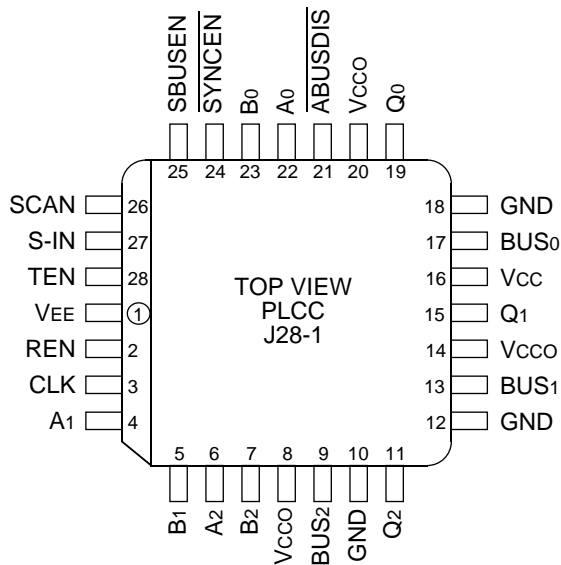 SBUSEN
SYNCEN
B0
A0
ABUSDIS
VCCO
Q0
25 24 23 22 21 20 19
SCAN 26
S-IN 27
TEN 28
VEE 1
REN 2
CLK 3
A1 4
TOP VIEW
PLCC
J28-1
18 GND
17 BUS0
16 VCC
15 Q1
14 VCCO
13 BUS1
12 GND
5 6 7 8 9 10 11
B1
A2
B2
VCCO
BUS2
GND
Q2